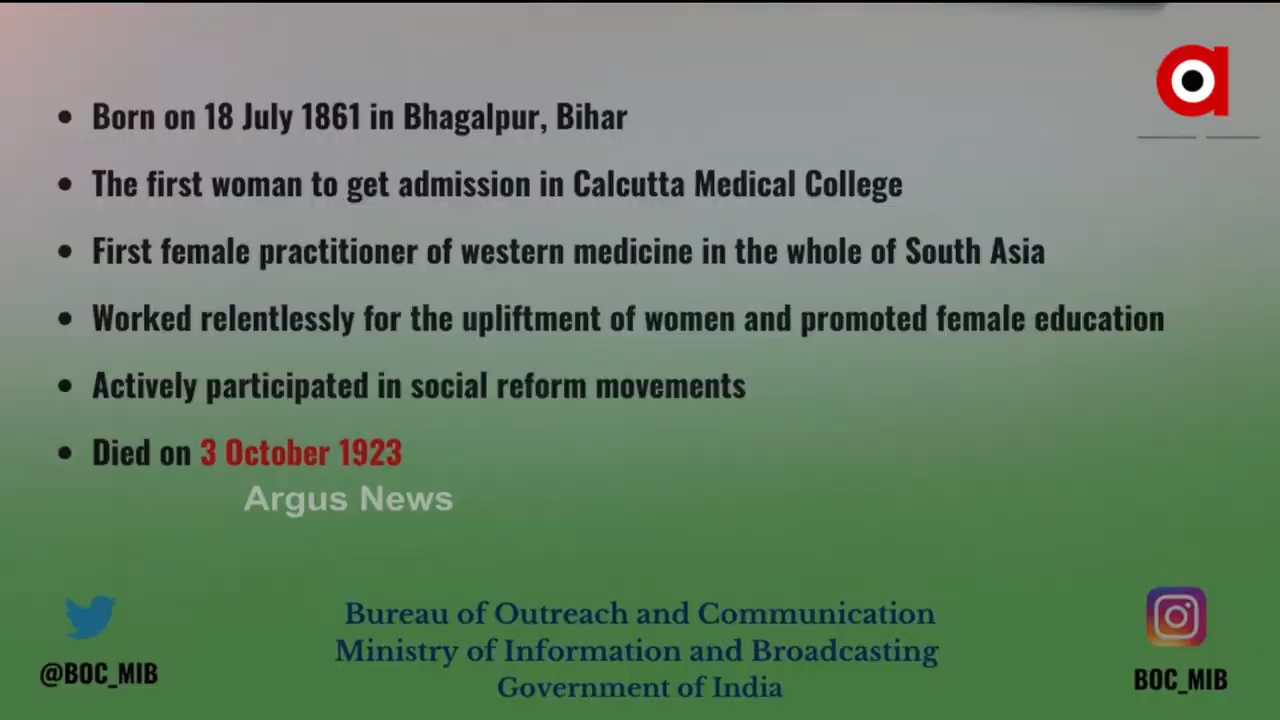 Born on 18 July 1861 in Bhagalpur, Bihar
The first woman to get admission in Calcutta Medical College
First female practitioner of western medicine in the whole of South Asia
Worked relentlessly for the upliftment of women and promoted female education
Actively participated in social reform movements
Died on 3 October 1923
Argus News
Bureau of Outreach and Communication
Ministry of Information and Broadcasting
Government of India
@BOC_MIB
BOC_MIB